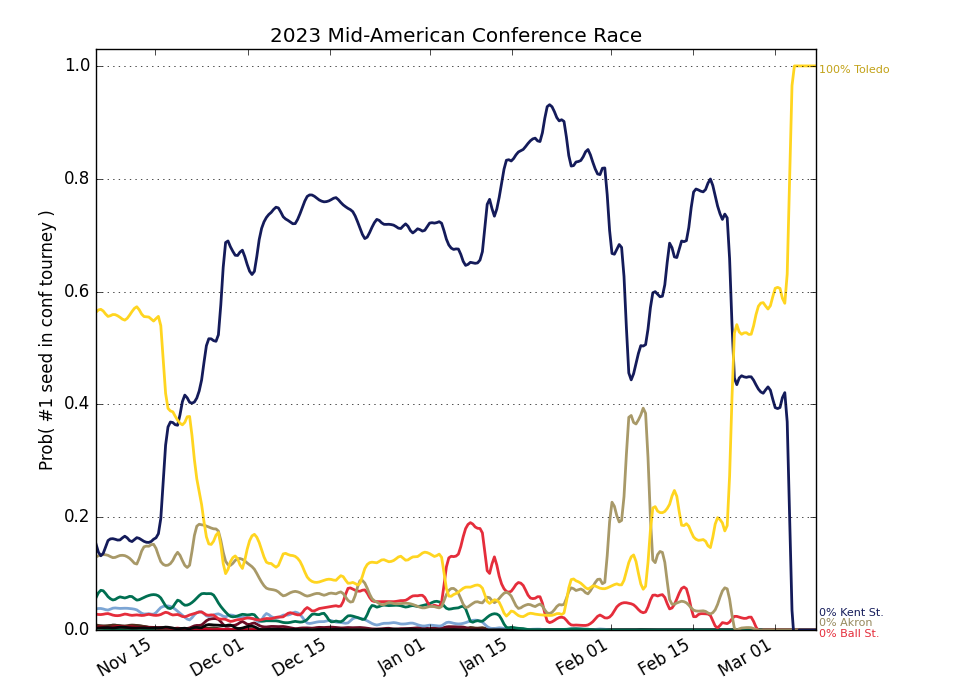 2023 Mid-American Conference Race
Prob( #1 seed in conf tourney )
1.0
0.8
0.6
0.4
0.2
0.0
100% Toledo
0% Kent St.
0% Akron
0% Ball St.
Nov 15
Dec 01
Dec 15
Jan 01
Jan 15
Feb 01
Feb 15
Mar 01